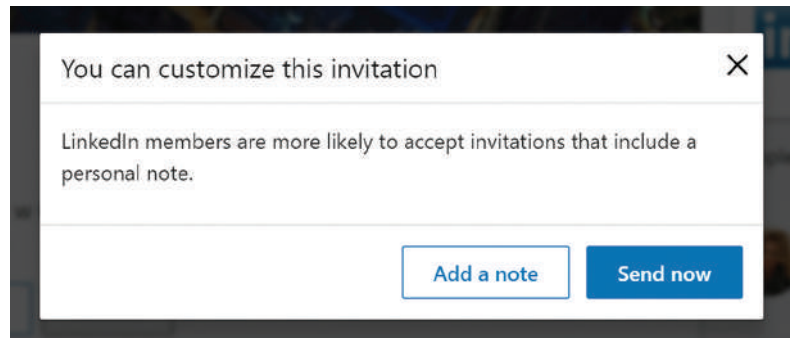 You can customize this invitation
LinkedIn members are more likely to accept invitations that include a
personal note.
Add a note
Send now